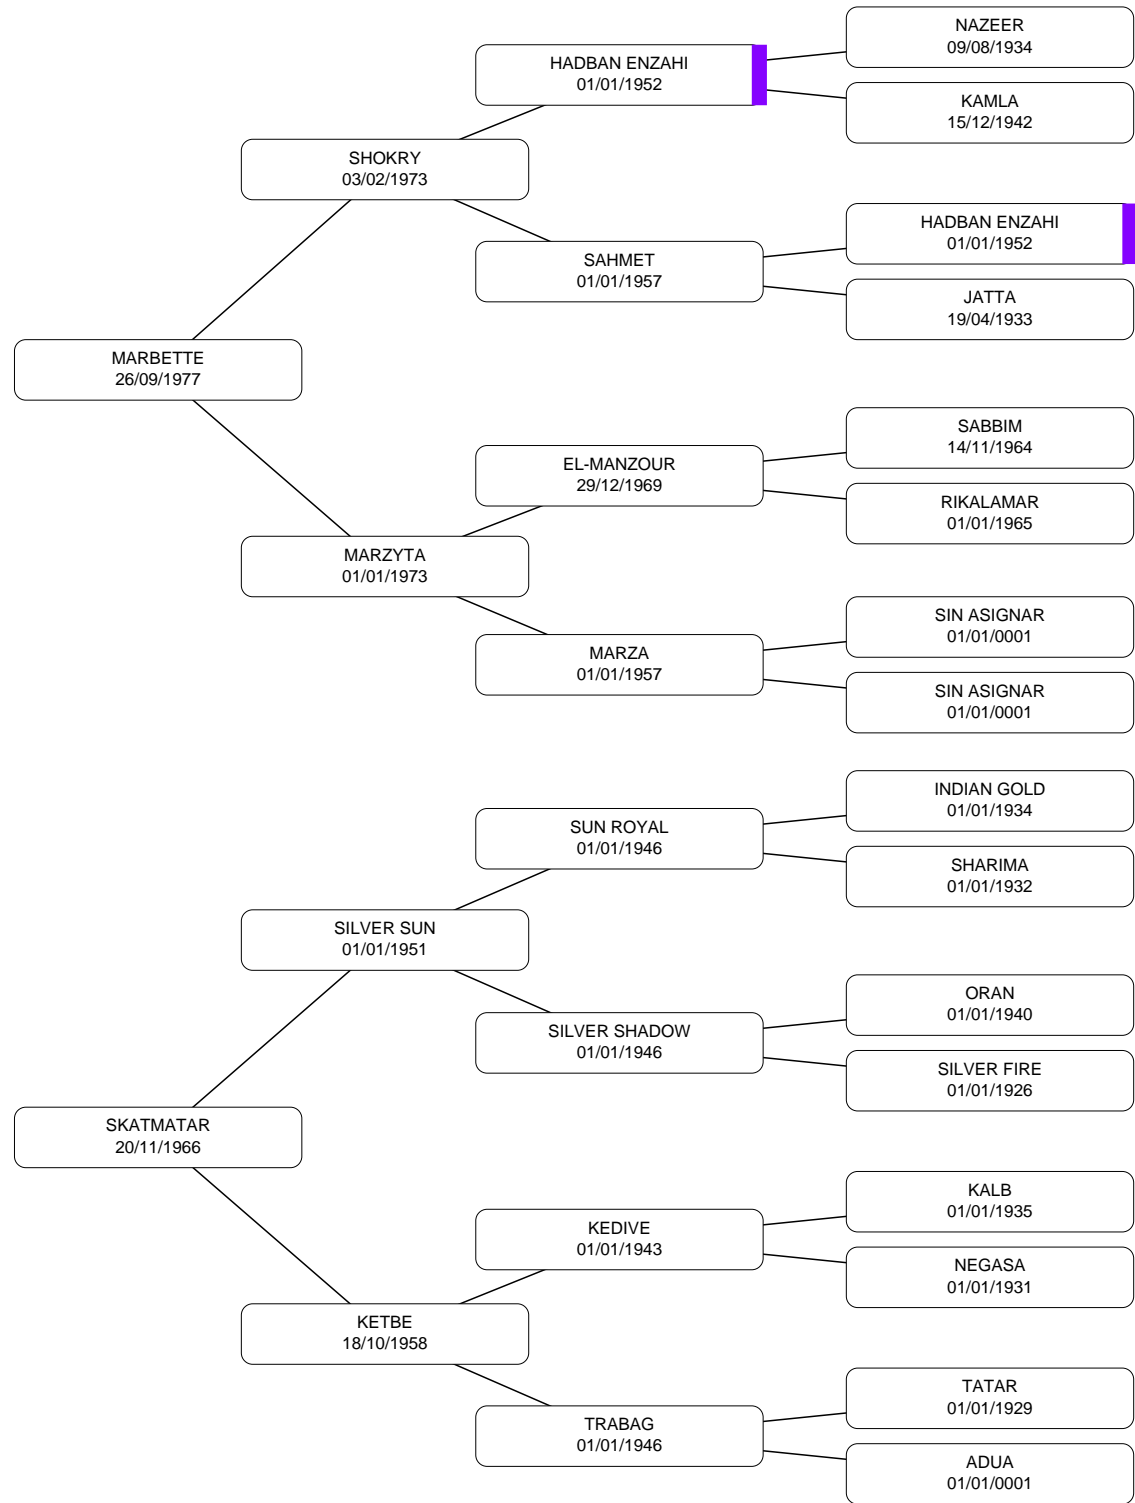 NAZEER
09/08/1934
HADBAN ENZAHI
01/01/1952
KAMLA
15/12/1942
SHOKRY
03/02/1973
HADBAN ENZAHI
01/01/1952
SAHMET
01/01/1957
JATTA
19/04/1933
MARBETTE
26/09/1977
SABBIM
14/11/1964
EL-MANZOUR
29/12/1969
RIKALAMAR
01/01/1965
MARZYTA
01/01/1973
SIN ASIGNAR
01/01/0001
MARZA
01/01/1957
SIN ASIGNAR
01/01/0001
INDIAN GOLD
01/01/1934
SUN ROYAL
01/01/1946
SHARIMA
01/01/1932
SILVER SUN
01/01/1951
ORAN
01/01/1940
SILVER SHADOW
01/01/1946
SILVER FIRE
01/01/1926
SKATMATAR
20/11/1966
KALB
01/01/1935
KEDIVE
01/01/1943
NEGASA
01/01/1931
KETBE
18/10/1958
TATAR
01/01/1929
TRABAG
01/01/1946
ADUA
01/01/0001